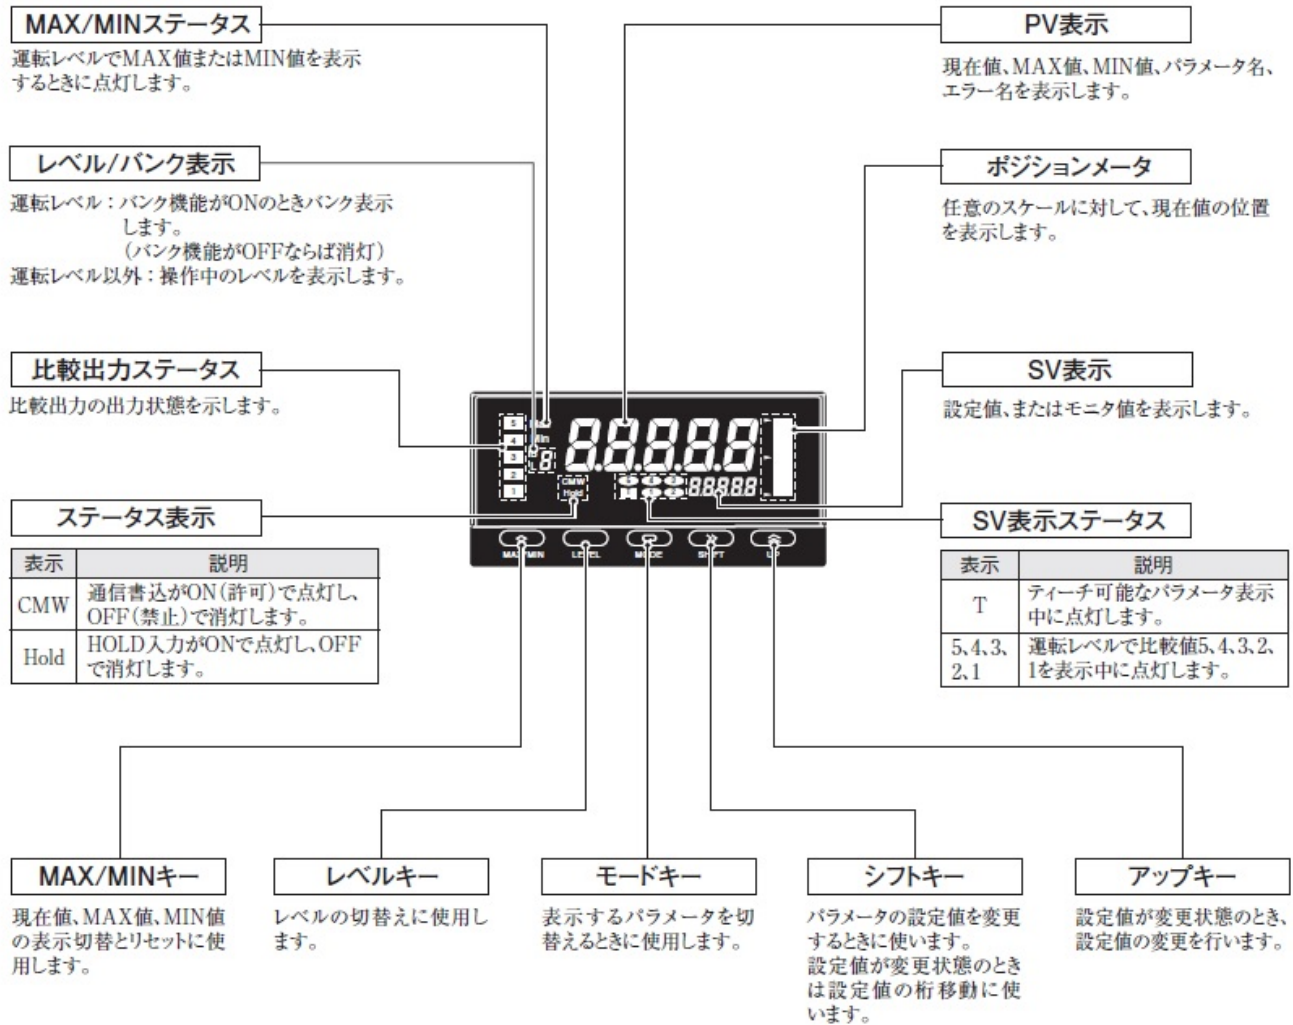 MAX/MINステータス
運転レベルでMAX値またはMIN値を表示
するときに点灯します。
レベル/バンク表示
運転レベル：バンク機能がONのときバンク表示
します。
（バンク機能がOFFならば消灯）
運転レベル以外：操作中のレベルを表示します。
比較出力ステータス
比較出力の出力状態を示します。
ステータス表示
表示 説明
CMW 通信書込がON（許可）で点灯し、
OFF（禁止）で消灯します。
Hold HOLD入力がONで点灯し、OFF
で消灯します。
PV表示
現在値、MAX値、MIN値、パラメータ名、
エラー名を表示します。
ポジションメータ
任意のスケールに対して、現在値の位置
を表示します。
SV表示
設定値、またはモニタ値を表示します。
SV表示ステータス
表示 説明
T ティーチ可能なパラメータ表示
中に点灯します。
5、4、3、
2、1
運転レベルで比較値5、4、3、2、
1を表示中に点灯します。
5
4
3
2
1
Min
8
8.8.8.8.8
CMW
Hold
5 4 3
2
8.8.8.8.8
MAX/MIN LEVEL MODE SHIFT UP
MAX/MINキー
現在値、MAX値、MIN値
の表示切替とリセットに使
用します。
レベルキー
レベルの切替えに使用し
ます。
モードキー
表示するパラメータを切
替えるときに使用します。
シフトキー
パラメータの設定値を変更
するときに使います。
設定値が変更状態のとき
は設定値の桁移動に使
います。
アップキー
設定値が変更状態のとき、
設定値の変更を行います。